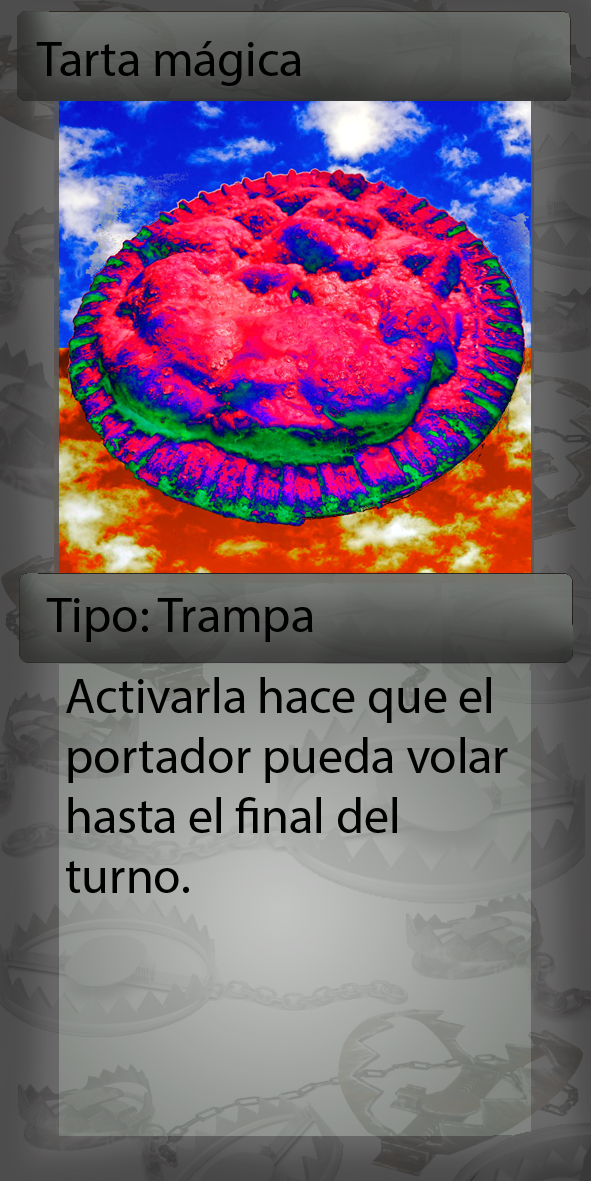 Tarta mágica
Tipo: Trampa
Activarla hace que el
portador pueda volar
hasta el final del
turno.